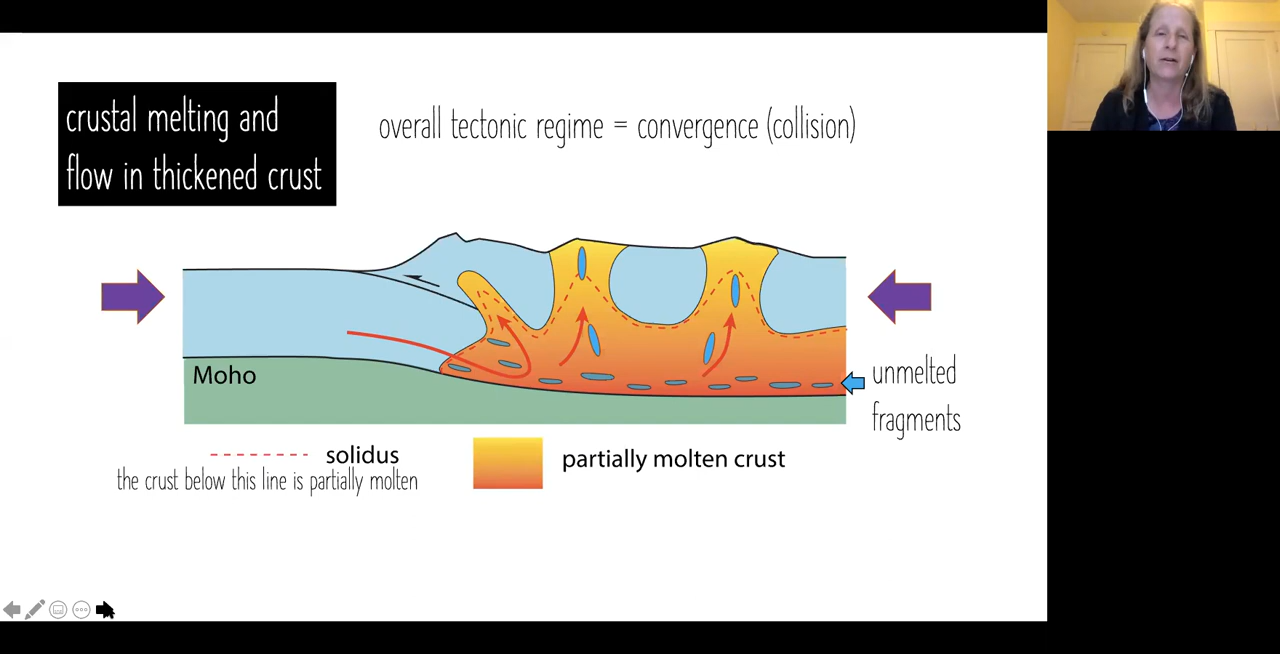 crustal melting and
flow in thickened crust
overall tectonic regime = convergence (collision)
Moho
unmelted
fragments
solidus
the crust below this line is partially molten
partially molten crust